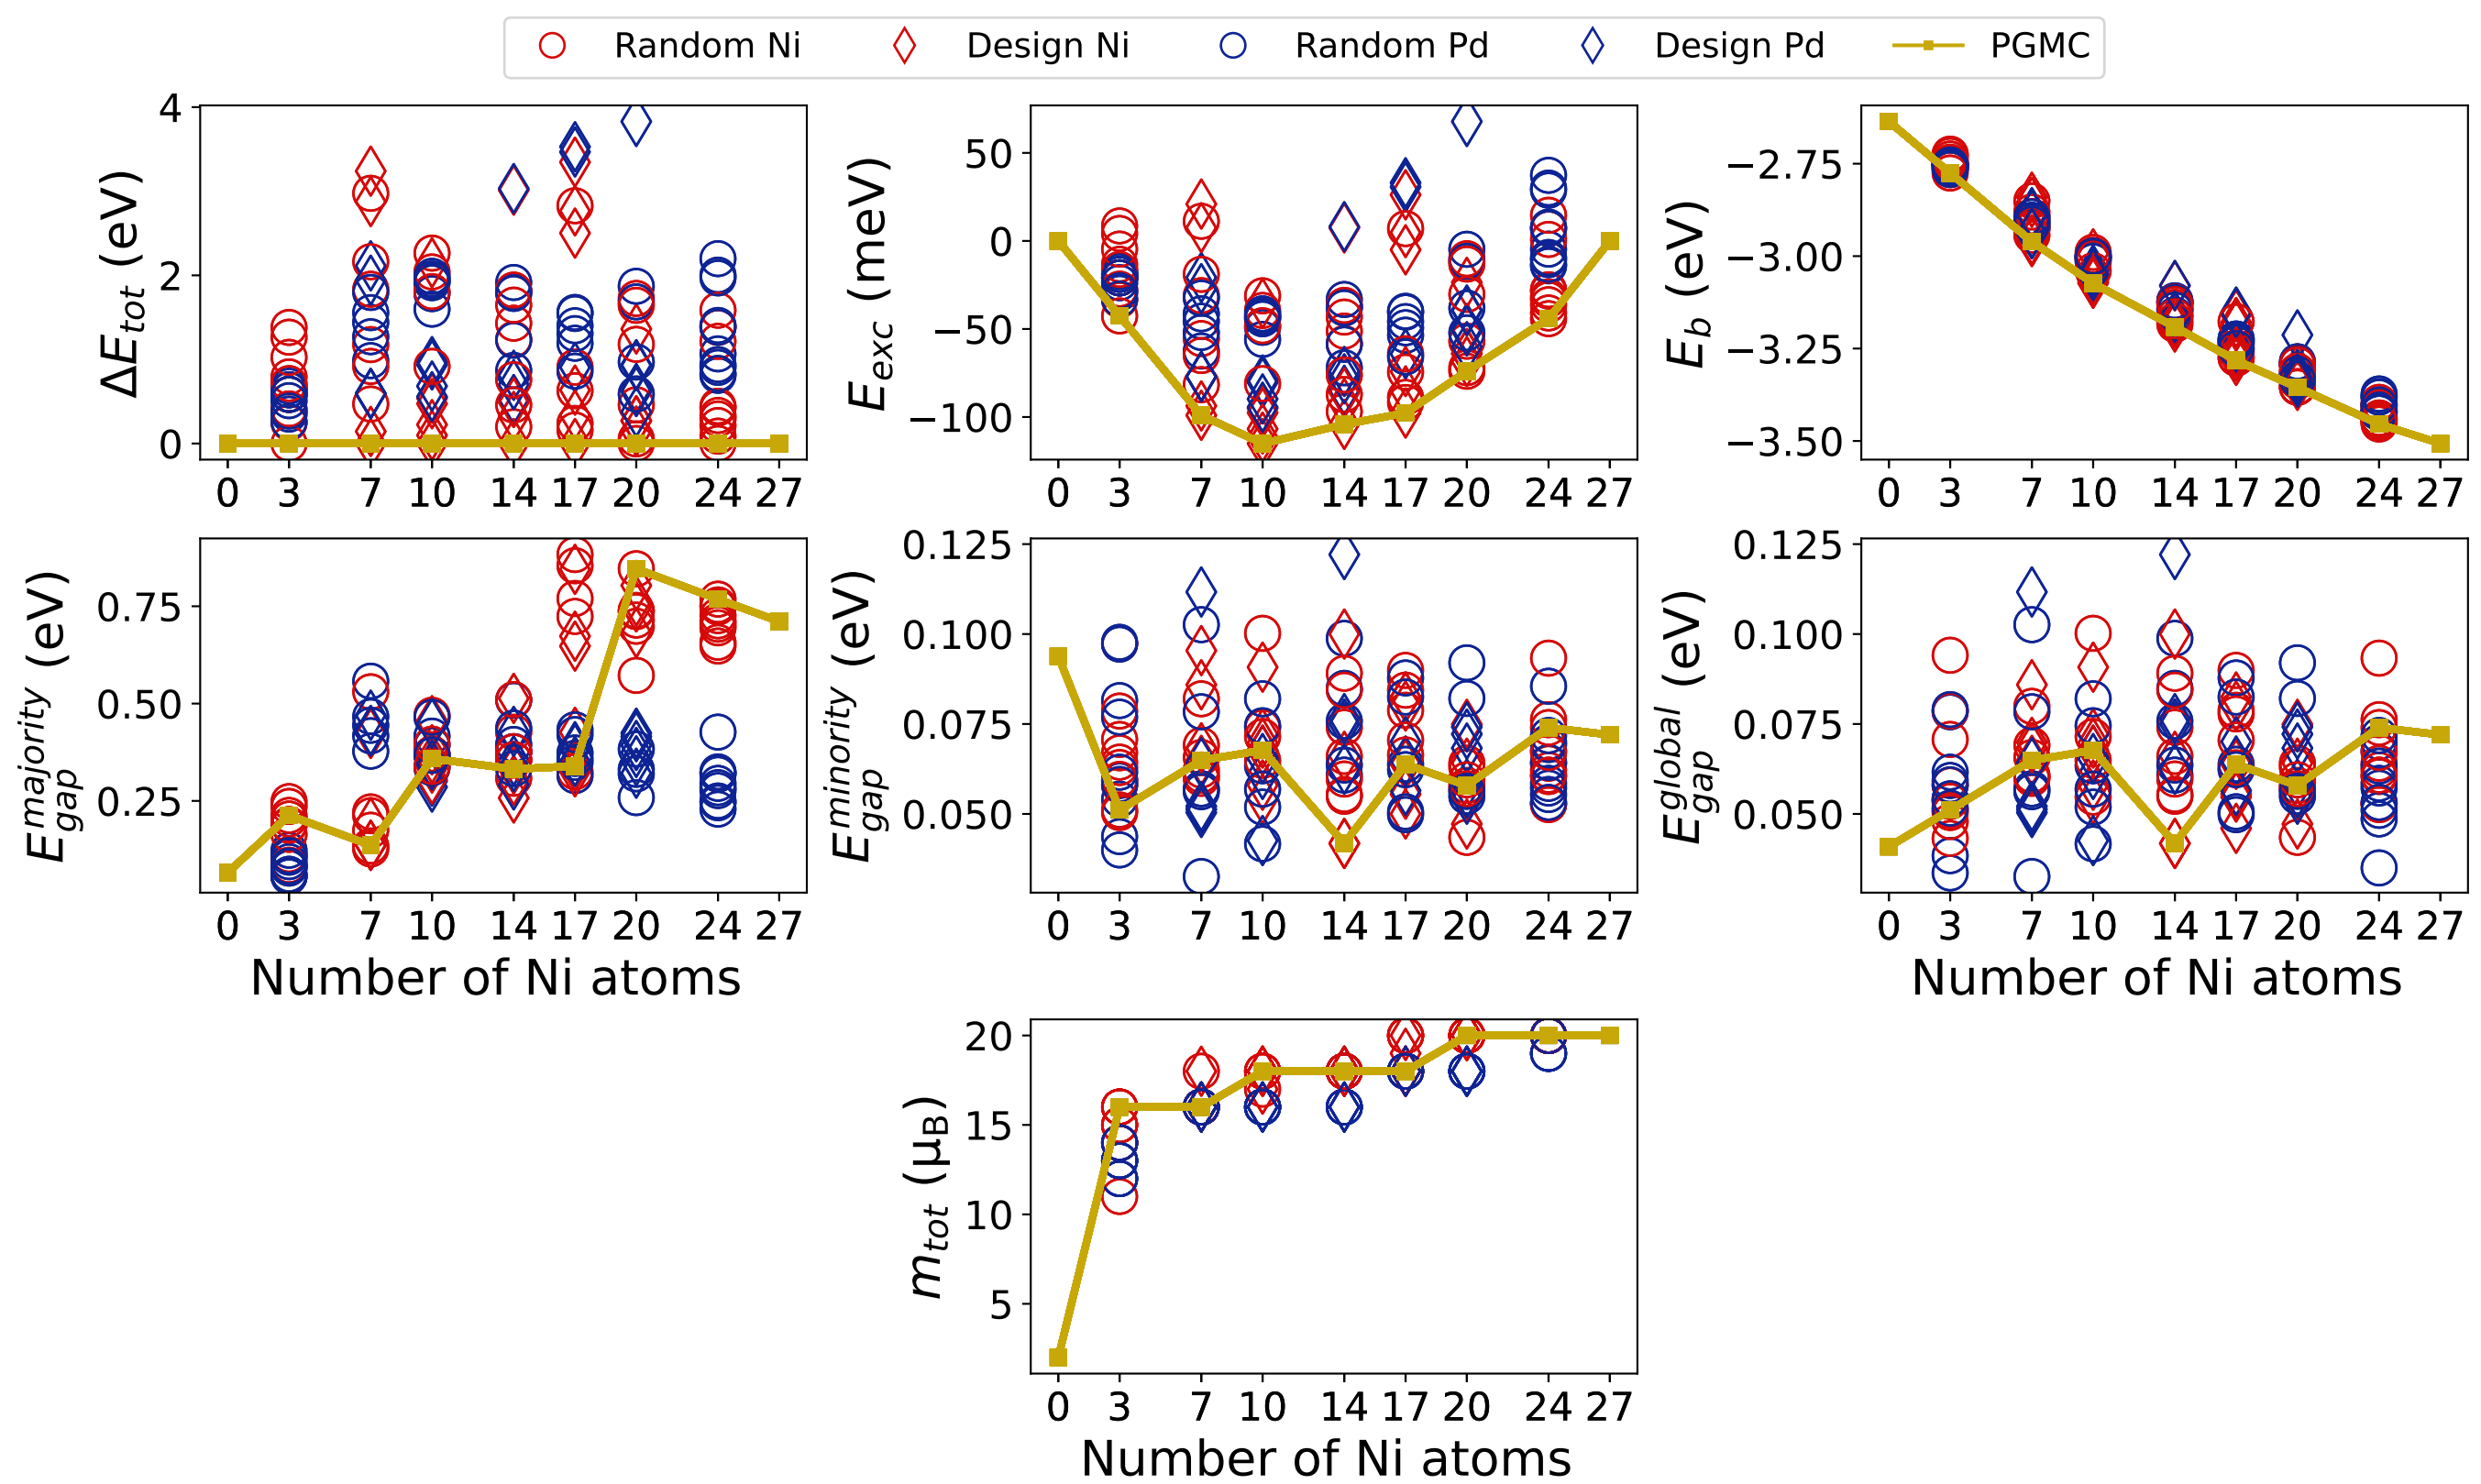 Random Ni Design Ni Random Pd Design Pd PGMC
ΔE_tot (eV)
4
2
0
0 3 7 10 14 17 20 24 27
E_exc (meV)
50
0
−50
−100
0 3 7 10 14 17 20 24 27
E_b (eV)
−2.75
−3.00
−3.25
−3.50
0 3 7 10 14 17 20 24 27
E_gap^majority (eV)
0.75
0.50
0.25
0 3 7 10 14 17 20 24 27
Number of Ni atoms
E_gap^minority (eV)
0.125
0.100
0.075
0.050
0 3 7 10 14 17 20 24 27
E_gap^global (eV)
0.125
0.100
0.075
0.050
0 3 7 10 14 17 20 24 27
Number of Ni atoms
m_tot (μ_B)
20
15
10
5
0 3 7 10 14 17 20 24 27
Number of Ni atoms